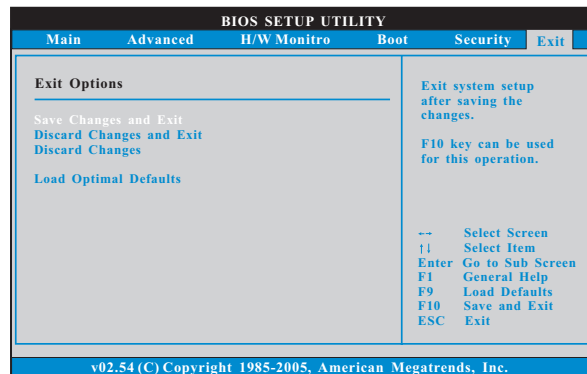 BIOS SETUP UTILITY
Main Advanced H/W Monitro Boot Security Exit
Exit Options
Save Changes and Exit
Discard Changes and Exit
Discard Changes
Load Optimal Defaults
Exit system setup
after saving the
changes.
F10 key can be used
for this operation.
←→ Select Screen
↑↓ Select Item
Enter Go to Sub Screen
F1 General Help
F9 Load Defaults
F10 Save and Exit
ESC Exit
v02.54 (C) Copyright 1985-2005, American Megatrends, Inc.